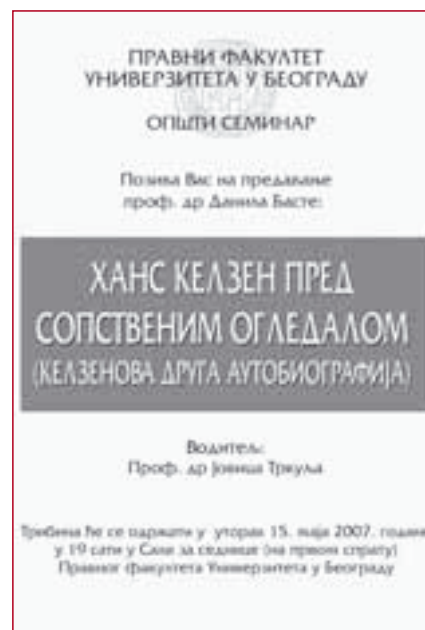 ПРАВНИ ФАКУЛТЕТ
УНИВЕРЗИТЕТА У БЕОГРАДУ
ОПШТИ СЕМИНАР
Позива Вас на предавање
проф. др Данила Басте:
ХАНС КЕЛЗЕН ПРЕД
СОПСТВЕНИМ ОГЛЕДАЛОМ
(КЕЛЗЕНОВА ДРУГА АУТОБИОГРАФИЈА)
Водитељ:
Проф. др Јовица Тркуља
Трибина ће се одржати у уторак 15. маја 2007. године
у 19 сати у Сали за седнице (на првом спрату)
Правног факултета Универзитета у Београду